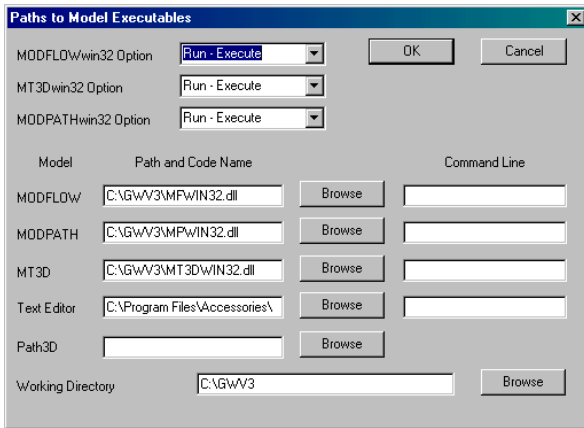 Paths to Model Executables
MODFLOWwin32 Option Run - Execute OK Cancel
MT3Dwin32 Option Run - Execute
MODPATHwin32 Option Run - Execute
Model Path and Code Name Command Line
MODFLOW C:\GWV3\MFWIN32.dll Browse
MODPATH C:\GWV3\MPWIN32.dll Browse
MT3D C:\GWV3\MT3DWIN32.dll Browse
Text Editor C:\Program Files\Accessories\ Browse
Path3D Browse
Working Directory C:\GWV3 Browse